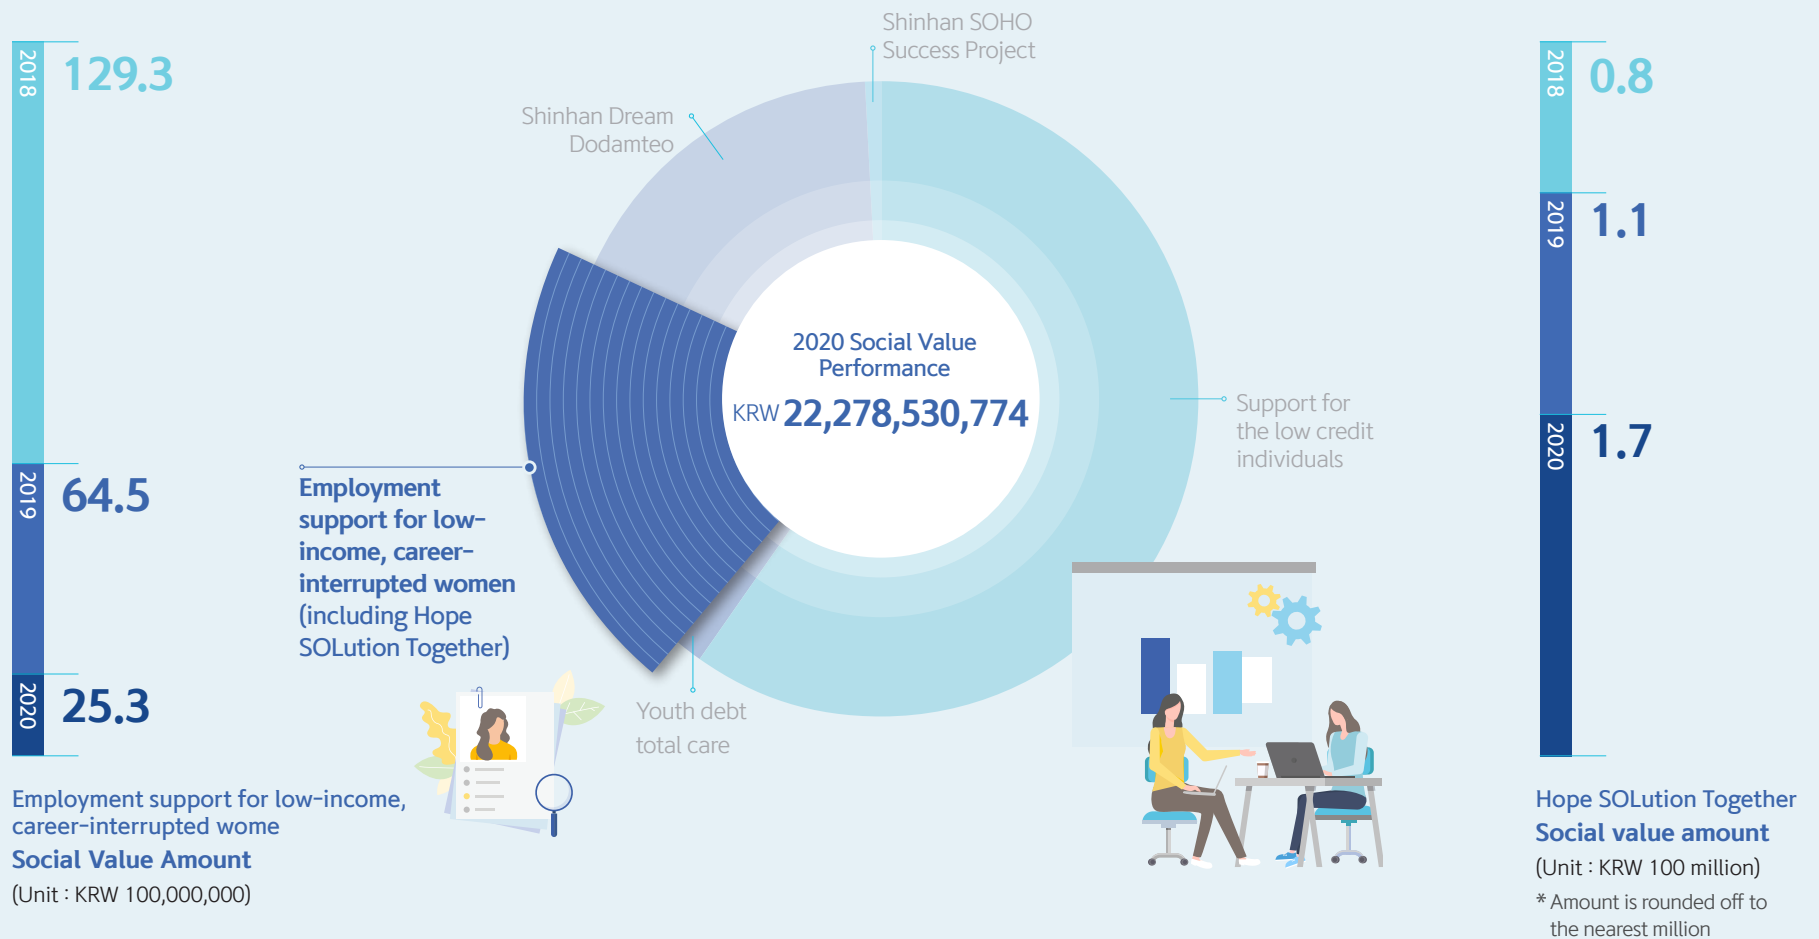 2018
129.3
2019
64.5
2020
25.3
Employment support for low-income,
career-interrupted wome
Social Value Amount
(Unit : KRW 100,000,000)
Shinhan SOHO
Success Project
Shinhan Dream
Dodamteo
2020 Social Value
Performance
KRW 22,278,530,774
Support for
the low credit
individuals
Employment
support for low-
income, career-
interrupted women
(including Hope
SOLution Together)
Youth debt
total care
2018
0.8
2019
1.1
2020
1.7
Hope SOLution Together
Social value amount
(Unit : KRW 100 million)
* Amount is rounded off to
the nearest million